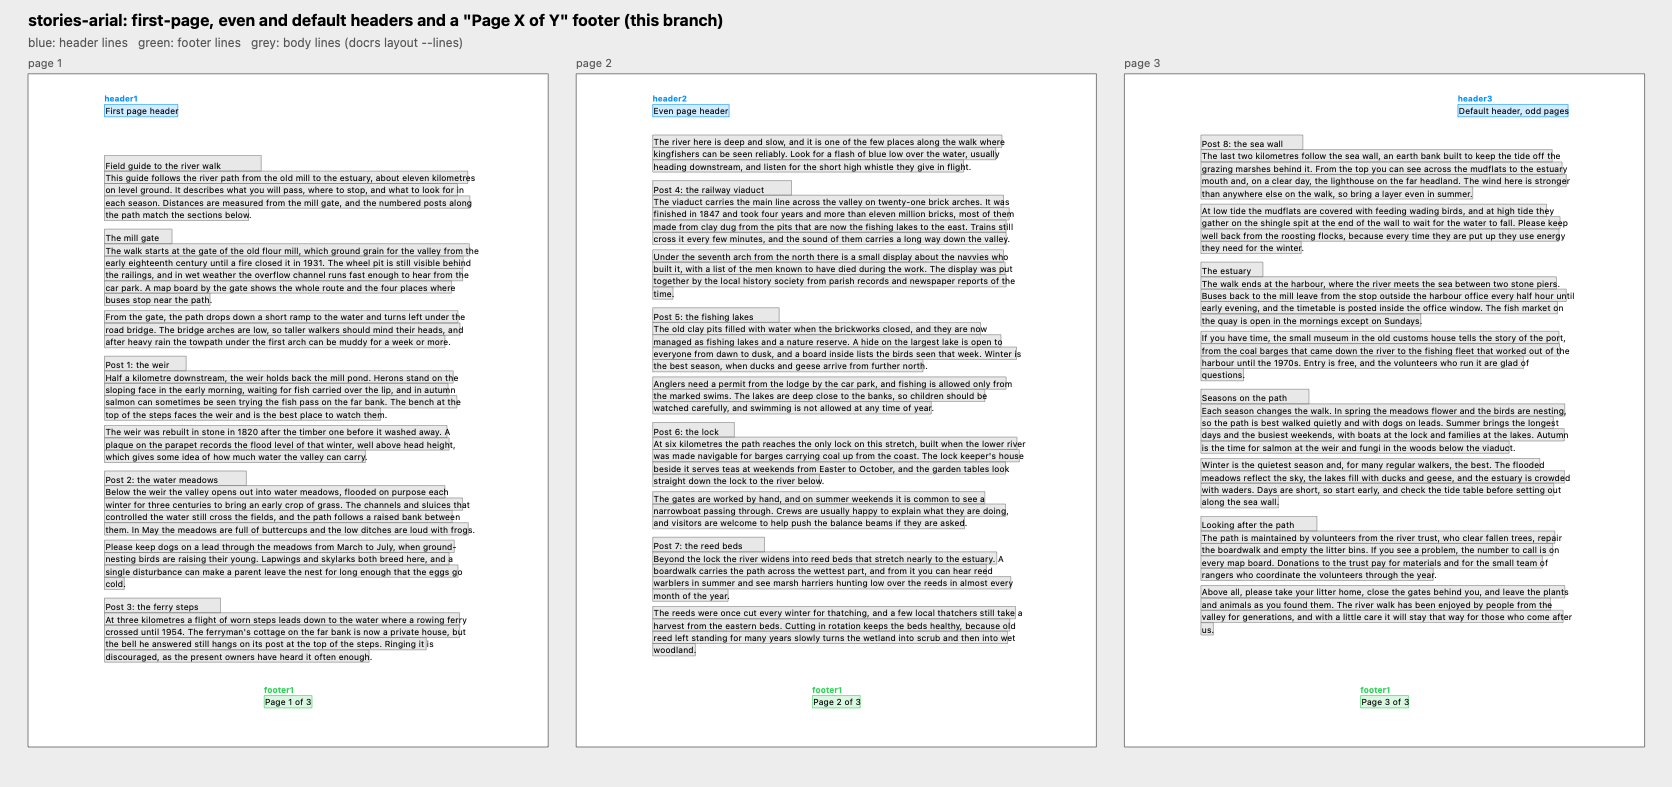 stories-arial: first-page, even and default headers and a "Page X of Y" footer (this branch)
blue: header lines   green: footer lines   grey: body lines (docrs layout --lines)
page 1
header1
First page header
Field guide to the river walk
This guide follows the river path from the old mill to the estuary, about eleven kilometres
on level ground. It describes what you will pass, where to stop, and what to look for in
each season. Distances are measured from the mill gate, and the numbered posts along
the path match the sections below.
The mill gate
The walk starts at the gate of the old flour mill, which ground grain for the valley from the
early eighteenth century until a fire closed it in 1931. The wheel pit is still visible behind
the railings, and in wet weather the overflow channel runs fast enough to hear from the
car park. A map board by the gate shows the whole route and the four places where
buses stop near the path.
From the gate, the path drops down a short ramp to the water and turns left under the
road bridge. The bridge arches are low, so taller walkers should mind their heads, and
after heavy rain the towpath under the first arch can be muddy for a week or more.
Post 1: the weir
Half a kilometre downstream, the weir holds back the mill pond. Herons stand on the
sloping face in the early morning, waiting for fish carried over the lip, and in autumn
salmon can sometimes be seen trying the fish pass on the far bank. The bench at the
top of the steps faces the weir and is the best place to watch them.
The weir was rebuilt in stone in 1820 after the timber one before it washed away. A
plaque on the parapet records the flood level of that winter, well above head height,
which gives some idea of how much water the valley can carry.
Post 2: the water meadows
Below the weir the valley opens out into water meadows, flooded on purpose each
winter for three centuries to bring an early crop of grass. The channels and sluices that
controlled the water still cross the fields, and the path follows a raised bank between
them. In May the meadows are full of buttercups and the low ditches are loud with frogs.
Please keep dogs on a lead through the meadows from March to July, when ground-
nesting birds are raising their young. Lapwings and skylarks both breed here, and a
single disturbance can make a parent leave the nest for long enough that the eggs go
cold.
Post 3: the ferry steps
At three kilometres a flight of worn steps leads down to the water where a rowing ferry
crossed until 1954. The ferryman's cottage on the far bank is now a private house, but
the bell he answered still hangs on its post at the top of the steps. Ringing it is
discouraged, as the present owners have heard it often enough.
footer1
Page 1 of 3
page 2
header2
Even page header
The river here is deep and slow, and it is one of the few places along the walk where
kingfishers can be seen reliably. Look for a flash of blue low over the water, usually
heading downstream, and listen for the short high whistle they give in flight.
Post 4: the railway viaduct
The viaduct carries the main line across the valley on twenty-one brick arches. It was
finished in 1847 and took four years and more than eleven million bricks, most of them
made from clay dug from the pits that are now the fishing lakes to the east. Trains still
cross it every few minutes, and the sound of them carries a long way down the valley.
Under the seventh arch from the north there is a small display about the navvies who
built it, with a list of the men known to have died during the work. The display was put
together by the local history society from parish records and newspaper reports of the
time.
Post 5: the fishing lakes
The old clay pits filled with water when the brickworks closed, and they are now
managed as fishing lakes and a nature reserve. A hide on the largest lake is open to
everyone from dawn to dusk, and a board inside lists the birds seen that week. Winter is
the best season, when ducks and geese arrive from further north.
Anglers need a permit from the lodge by the car park, and fishing is allowed only from
the marked swims. The lakes are deep close to the banks, so children should be
watched carefully, and swimming is not allowed at any time of year.
Post 6: the lock
At six kilometres the path reaches the only lock on this stretch, built when the lower river
was made navigable for barges carrying coal up from the coast. The lock keeper's house
beside it serves teas at weekends from Easter to October, and the garden tables look
straight down the lock to the river below.
The gates are worked by hand, and on summer weekends it is common to see a
narrowboat passing through. Crews are usually happy to explain what they are doing,
and visitors are welcome to help push the balance beams if they are asked.
Post 7: the reed beds
Beyond the lock the river widens into reed beds that stretch nearly to the estuary. A
boardwalk carries the path across the wettest part, and from it you can hear reed
warblers in summer and see marsh harriers hunting low over the reeds in almost every
month of the year.
The reeds were once cut every winter for thatching, and a few local thatchers still take a
harvest from the eastern beds. Cutting in rotation keeps the beds healthy, because old
reed left standing for many years slowly turns the wetland into scrub and then into wet
woodland.
footer1
Page 2 of 3
page 3
header3
Default header, odd pages
Post 8: the sea wall
The last two kilometres follow the sea wall, an earth bank built to keep the tide off the
grazing marshes behind it. From the top you can see across the mudflats to the estuary
mouth and, on a clear day, the lighthouse on the far headland. The wind here is stronger
than anywhere else on the walk, so bring a layer even in summer.
At low tide the mudflats are covered with feeding wading birds, and at high tide they
gather on the shingle spit at the end of the wall to wait for the water to fall. Please keep
well back from the roosting flocks, because every time they are put up they use energy
they need for the winter.
The estuary
The walk ends at the harbour, where the river meets the sea between two stone piers.
Buses back to the mill leave from the stop outside the harbour office every half hour until
early evening, and the timetable is posted inside the office window. The fish market on
the quay is open in the mornings except on Sundays.
If you have time, the small museum in the old customs house tells the story of the port,
from the coal barges that came down the river to the fishing fleet that worked out of the
harbour until the 1970s. Entry is free, and the volunteers who run it are glad of
questions.
Seasons on the path
Each season changes the walk. In spring the meadows flower and the birds are nesting,
so the path is best walked quietly and with dogs on leads. Summer brings the longest
days and the busiest weekends, with boats at the lock and families at the lakes. Autumn
is the time for salmon at the weir and fungi in the woods below the viaduct.
Winter is the quietest season and, for many regular walkers, the best. The flooded
meadows reflect the sky, the lakes fill with ducks and geese, and the estuary is crowded
with waders. Days are short, so start early, and check the tide table before setting out
along the sea wall.
Looking after the path
The path is maintained by volunteers from the river trust, who clear fallen trees, repair
the boardwalk and empty the litter bins. If you see a problem, the number to call is on
every map board. Donations to the trust pay for materials and for the small team of
rangers who coordinate the volunteers through the year.
Above all, please take your litter home, close the gates behind you, and leave the plants
and animals as you found them. The river walk has been enjoyed by people from the
valley for generations, and with a little care it will stay that way for those who come after
us.
footer1
Page 3 of 3